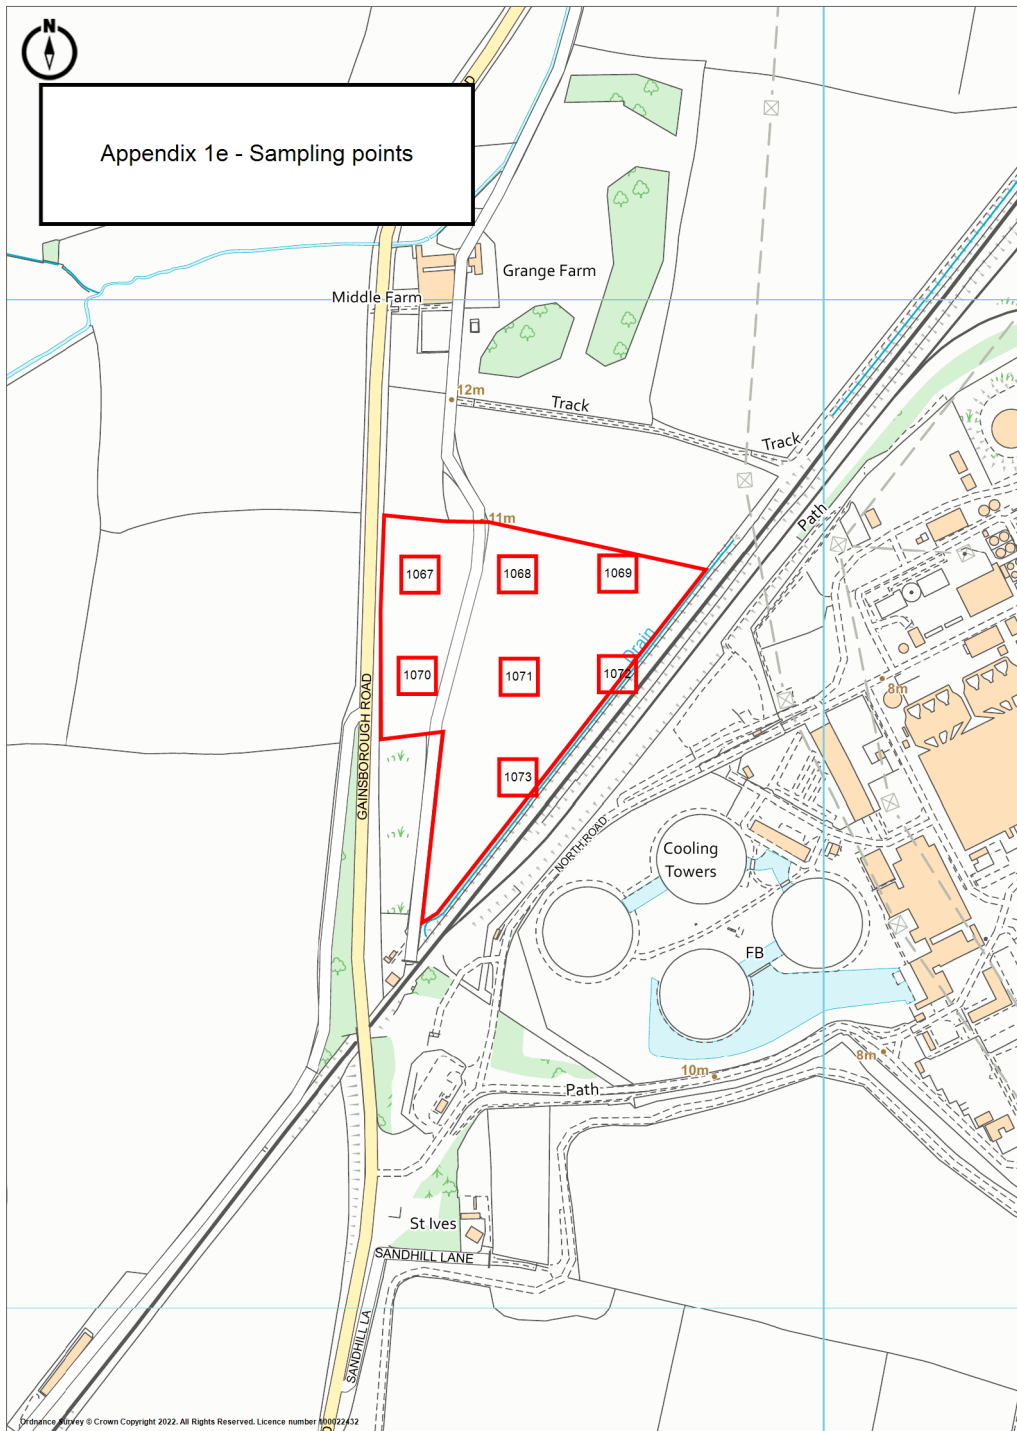 N
D
Appendix 1e - Sampling points
Grange Farm
Middle Farm
12m
Track
Track
Path
11m
1067
1068
1069
Drain
1070
1071
1072
8m
GAINSBOROUGH ROAD
1073
NORTH ROAD
Cooling
Towers
FB
8m
10m
Path
St Ives
SANDHILL LANE
SANDHILL LA
Ordnance Survey © Crown Copyright 2022. All Rights Reserved. Licence number 100022432